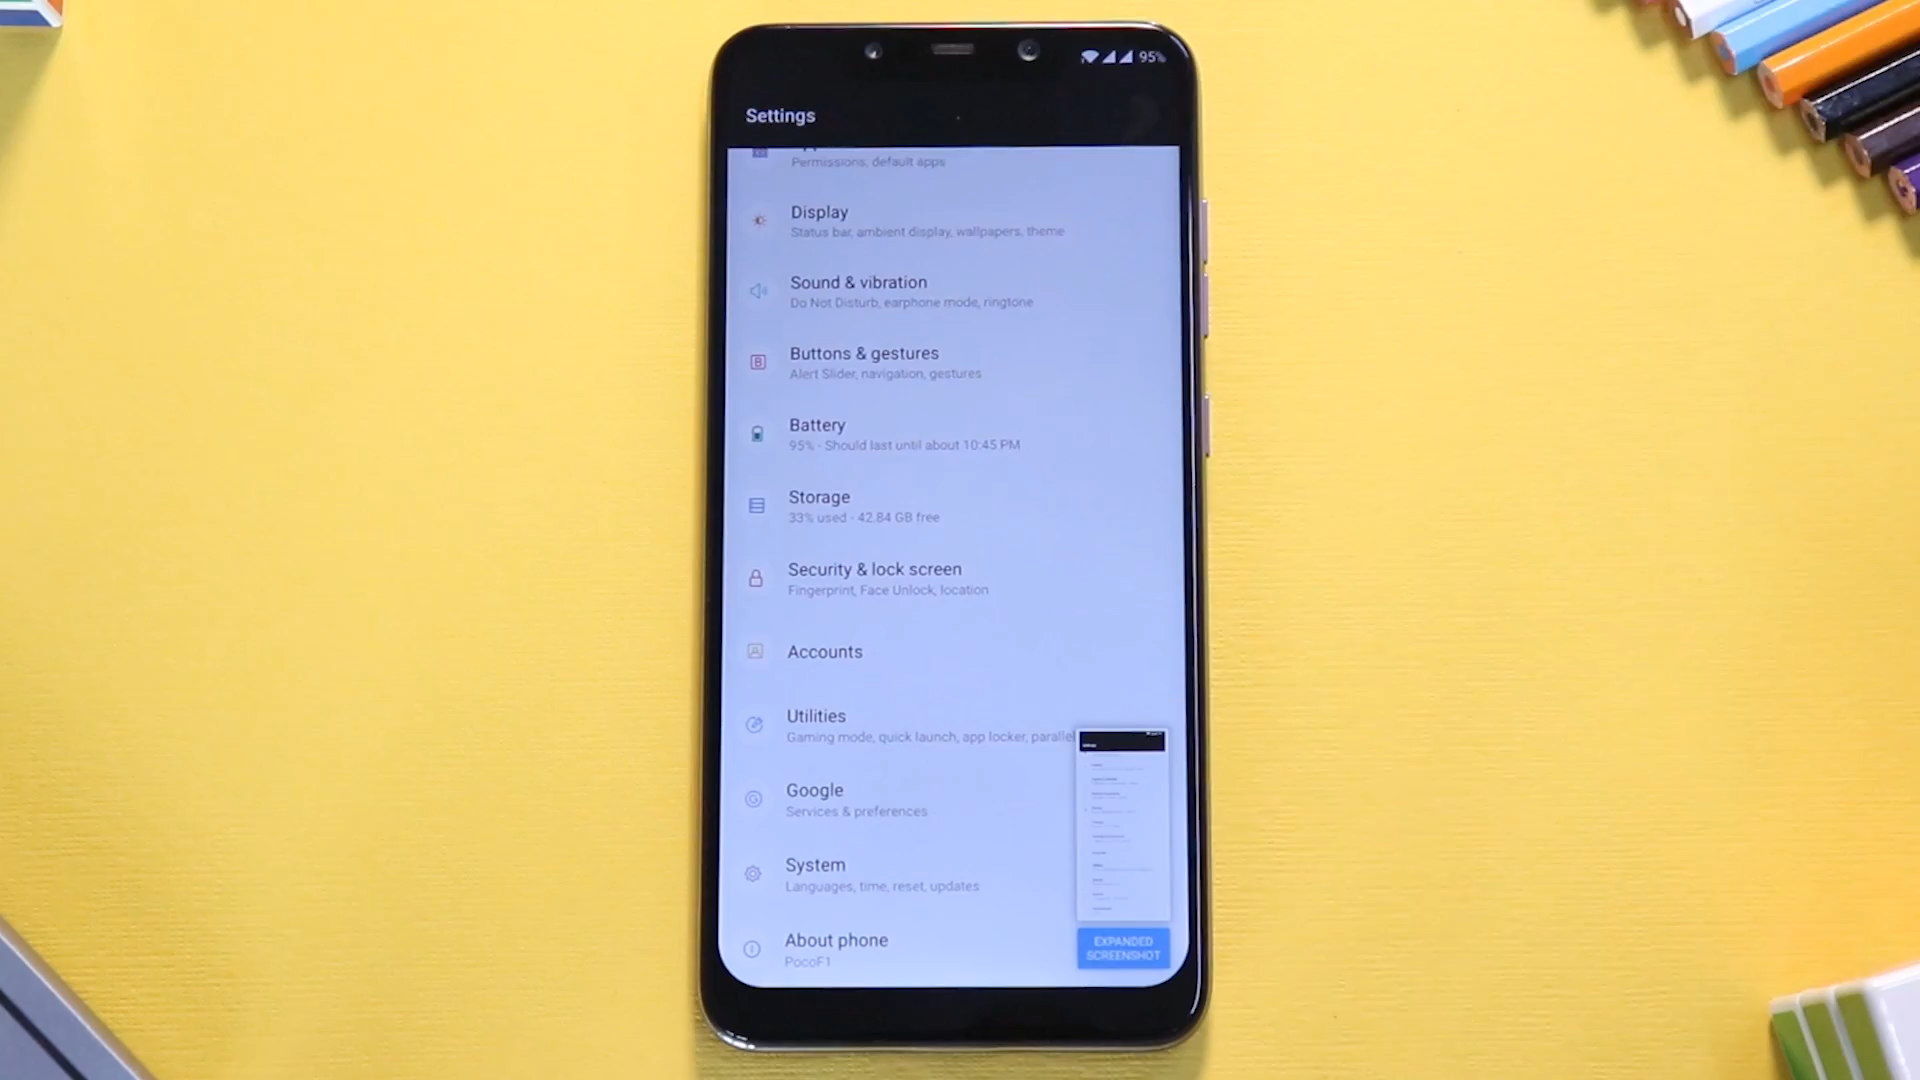 95%
Settings
Permissions, default apps
Display
Status bar, ambient display, wallpapers, theme
Sound & vibration
Do Not Disturb, earphone mode, ringtone
Buttons & gestures
Alert Slider, navigation, gestures
Battery
95% - Should last until about 10:45 PM
Storage
33% used - 42.84 GB free
Security & lock screen
Fingerprint, Face Unlock, location
Accounts
Utilities
Gaming mode, quick launch, app locker, parallel
Google
Services & preferences
System
Languages, time, reset, updates
About phone
PocoF1
EXPANDED
SCREENSHOT